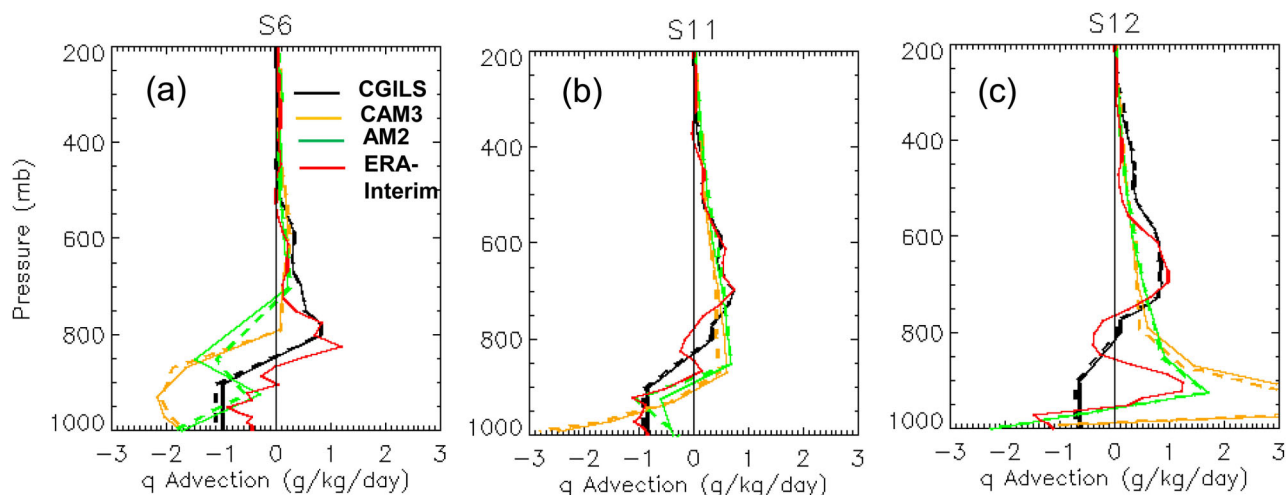 S6
S11
S12
(a)
(b)
(c)
CGILS
CAM3
AM2
ERA-
Interim
Pressure (mb)
200
400
600
800
1000
200
400
600
800
1000
200
400
600
800
1000
−3 −2 −1 0 1 2 3
−3 −2 −1 0 1 2 3
−3 −2 −1 0 1 2 3
q Advection (g/kg/day)
q Advection (g/kg/day)
q Advection (g/kg/day)